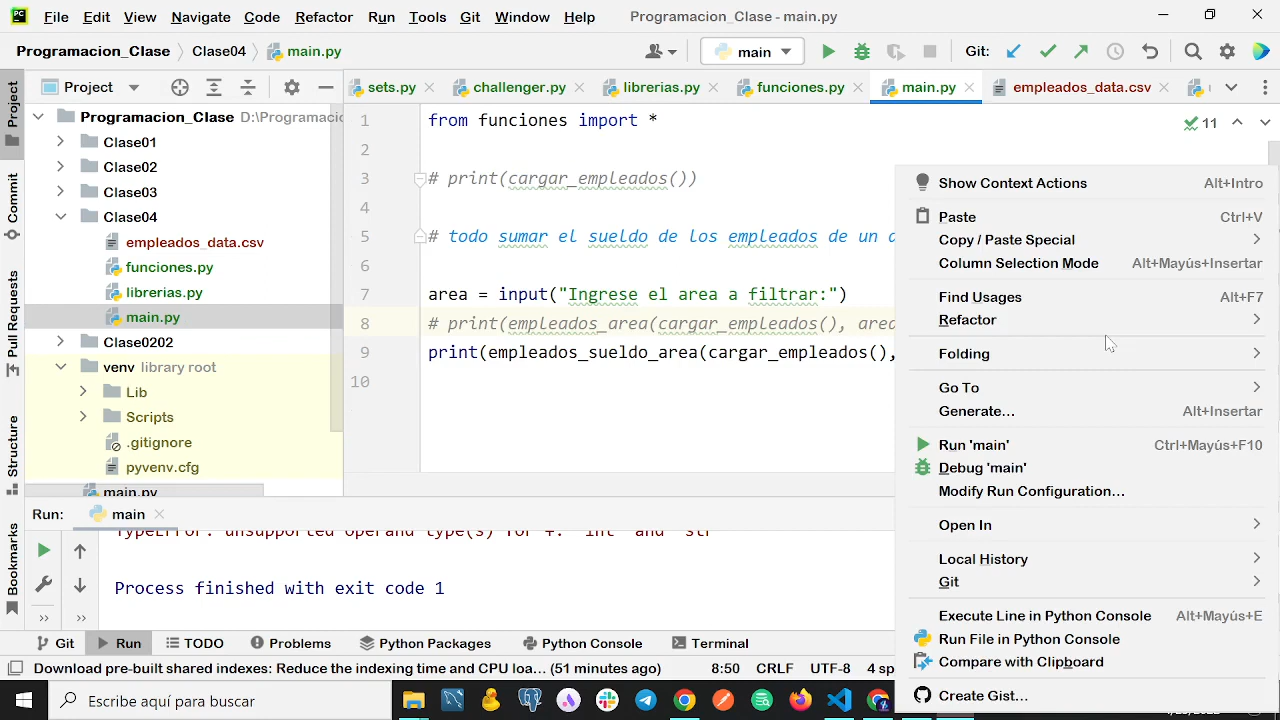 PC File Edit View Navigate Code Refactor Run Tools Git Window Help Programacion_Clase - main.py
Programacion_Clase Clase04 main.py main Git:
Project
sets.py challenger.py librerias.py funciones.py main.py empleados_data.csv
Project
Commit
Pull Requests
Structure
Bookmarks
Programacion_Clase D:\Programacic
Clase01
Clase02
Clase03
Clase04
empleados_data.csv
funciones.py
librerias.py
main.py
Clase0202
venv library root
Lib
Scripts
.gitignore
pyvenv.cfg
main.py
11
1 from funciones import *
2
3 # print(cargar_empleados())
4
5 # todo sumar el sueldo de los empleados de un
6
7 area = input("Ingrese el area a filtrar:")
8 # print(empleados_area(cargar_empleados(), area
9 print(empleados_sueldo_area(cargar_empleados(),
10
Show Context Actions Alt+Intro
Paste Ctrl+V
Copy / Paste Special
Column Selection Mode Alt+Mayús+Insertar
Find Usages Alt+F7
Refactor
Folding
Go To
Generate... Alt+Insertar
Run 'main' Ctrl+Mayús+F10
Debug 'main'
Modify Run Configuration...
Open In
Local History
Git
Execute Line in Python Console Alt+Mayús+E
Run File in Python Console
Compare with Clipboard
Create Gist...
Run: main
TypeError: unsupported operand type(s) for +: 'int' and 'str'
Process finished with exit code 1
Git Run TODO Problems Python Packages Python Console Terminal
Download pre-built shared indexes: Reduce the indexing time and CPU loa... (51 minutes ago) 8:50 CRLF UTF-8 4 sp
Escribe aquí para buscar